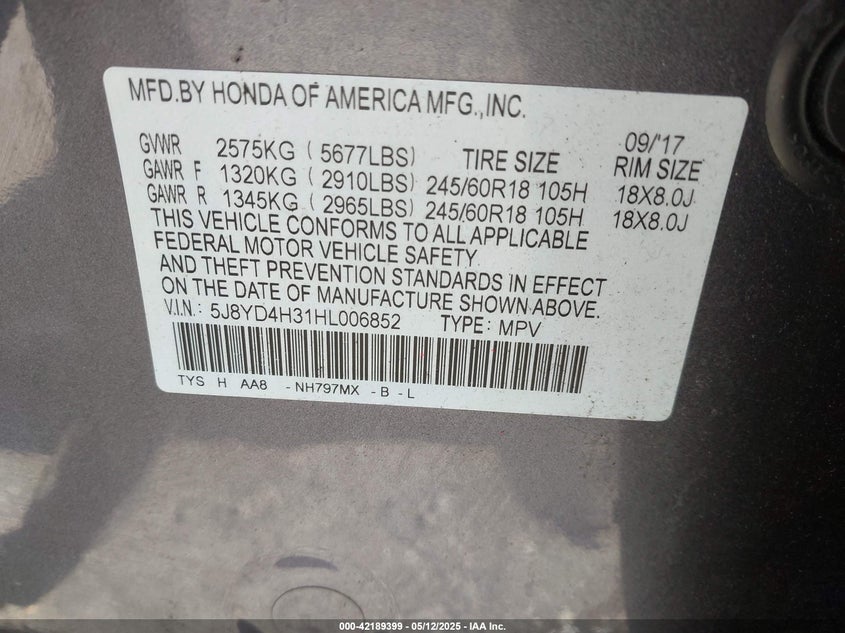 MFD.BY HONDA OF AMERICA MFG.,INC.
09/'17
GVWR 2575KG ( 5677LBS) TIRE SIZE RIM SIZE
GAWR F 1320KG ( 2910LBS) 245/60R18 105H 18X8.0J
GAWR R 1345KG ( 2965LBS) 245/60R18 105H 18X8.0J
THIS VEHICLE CONFORMS TO ALL APPLICABLE
FEDERAL MOTOR VEHICLE SAFETY
AND THEFT PREVENTION STANDARDS IN EFFECT
ON THE DATE OF MANUFACTURE SHOWN ABOVE.
V.I.N.: 5J8YD4H31HL006852 TYPE: MPV
TYS H AA8 -NH797MX -B -L
000-42189399 - 05/12/2025 - IAA Inc.